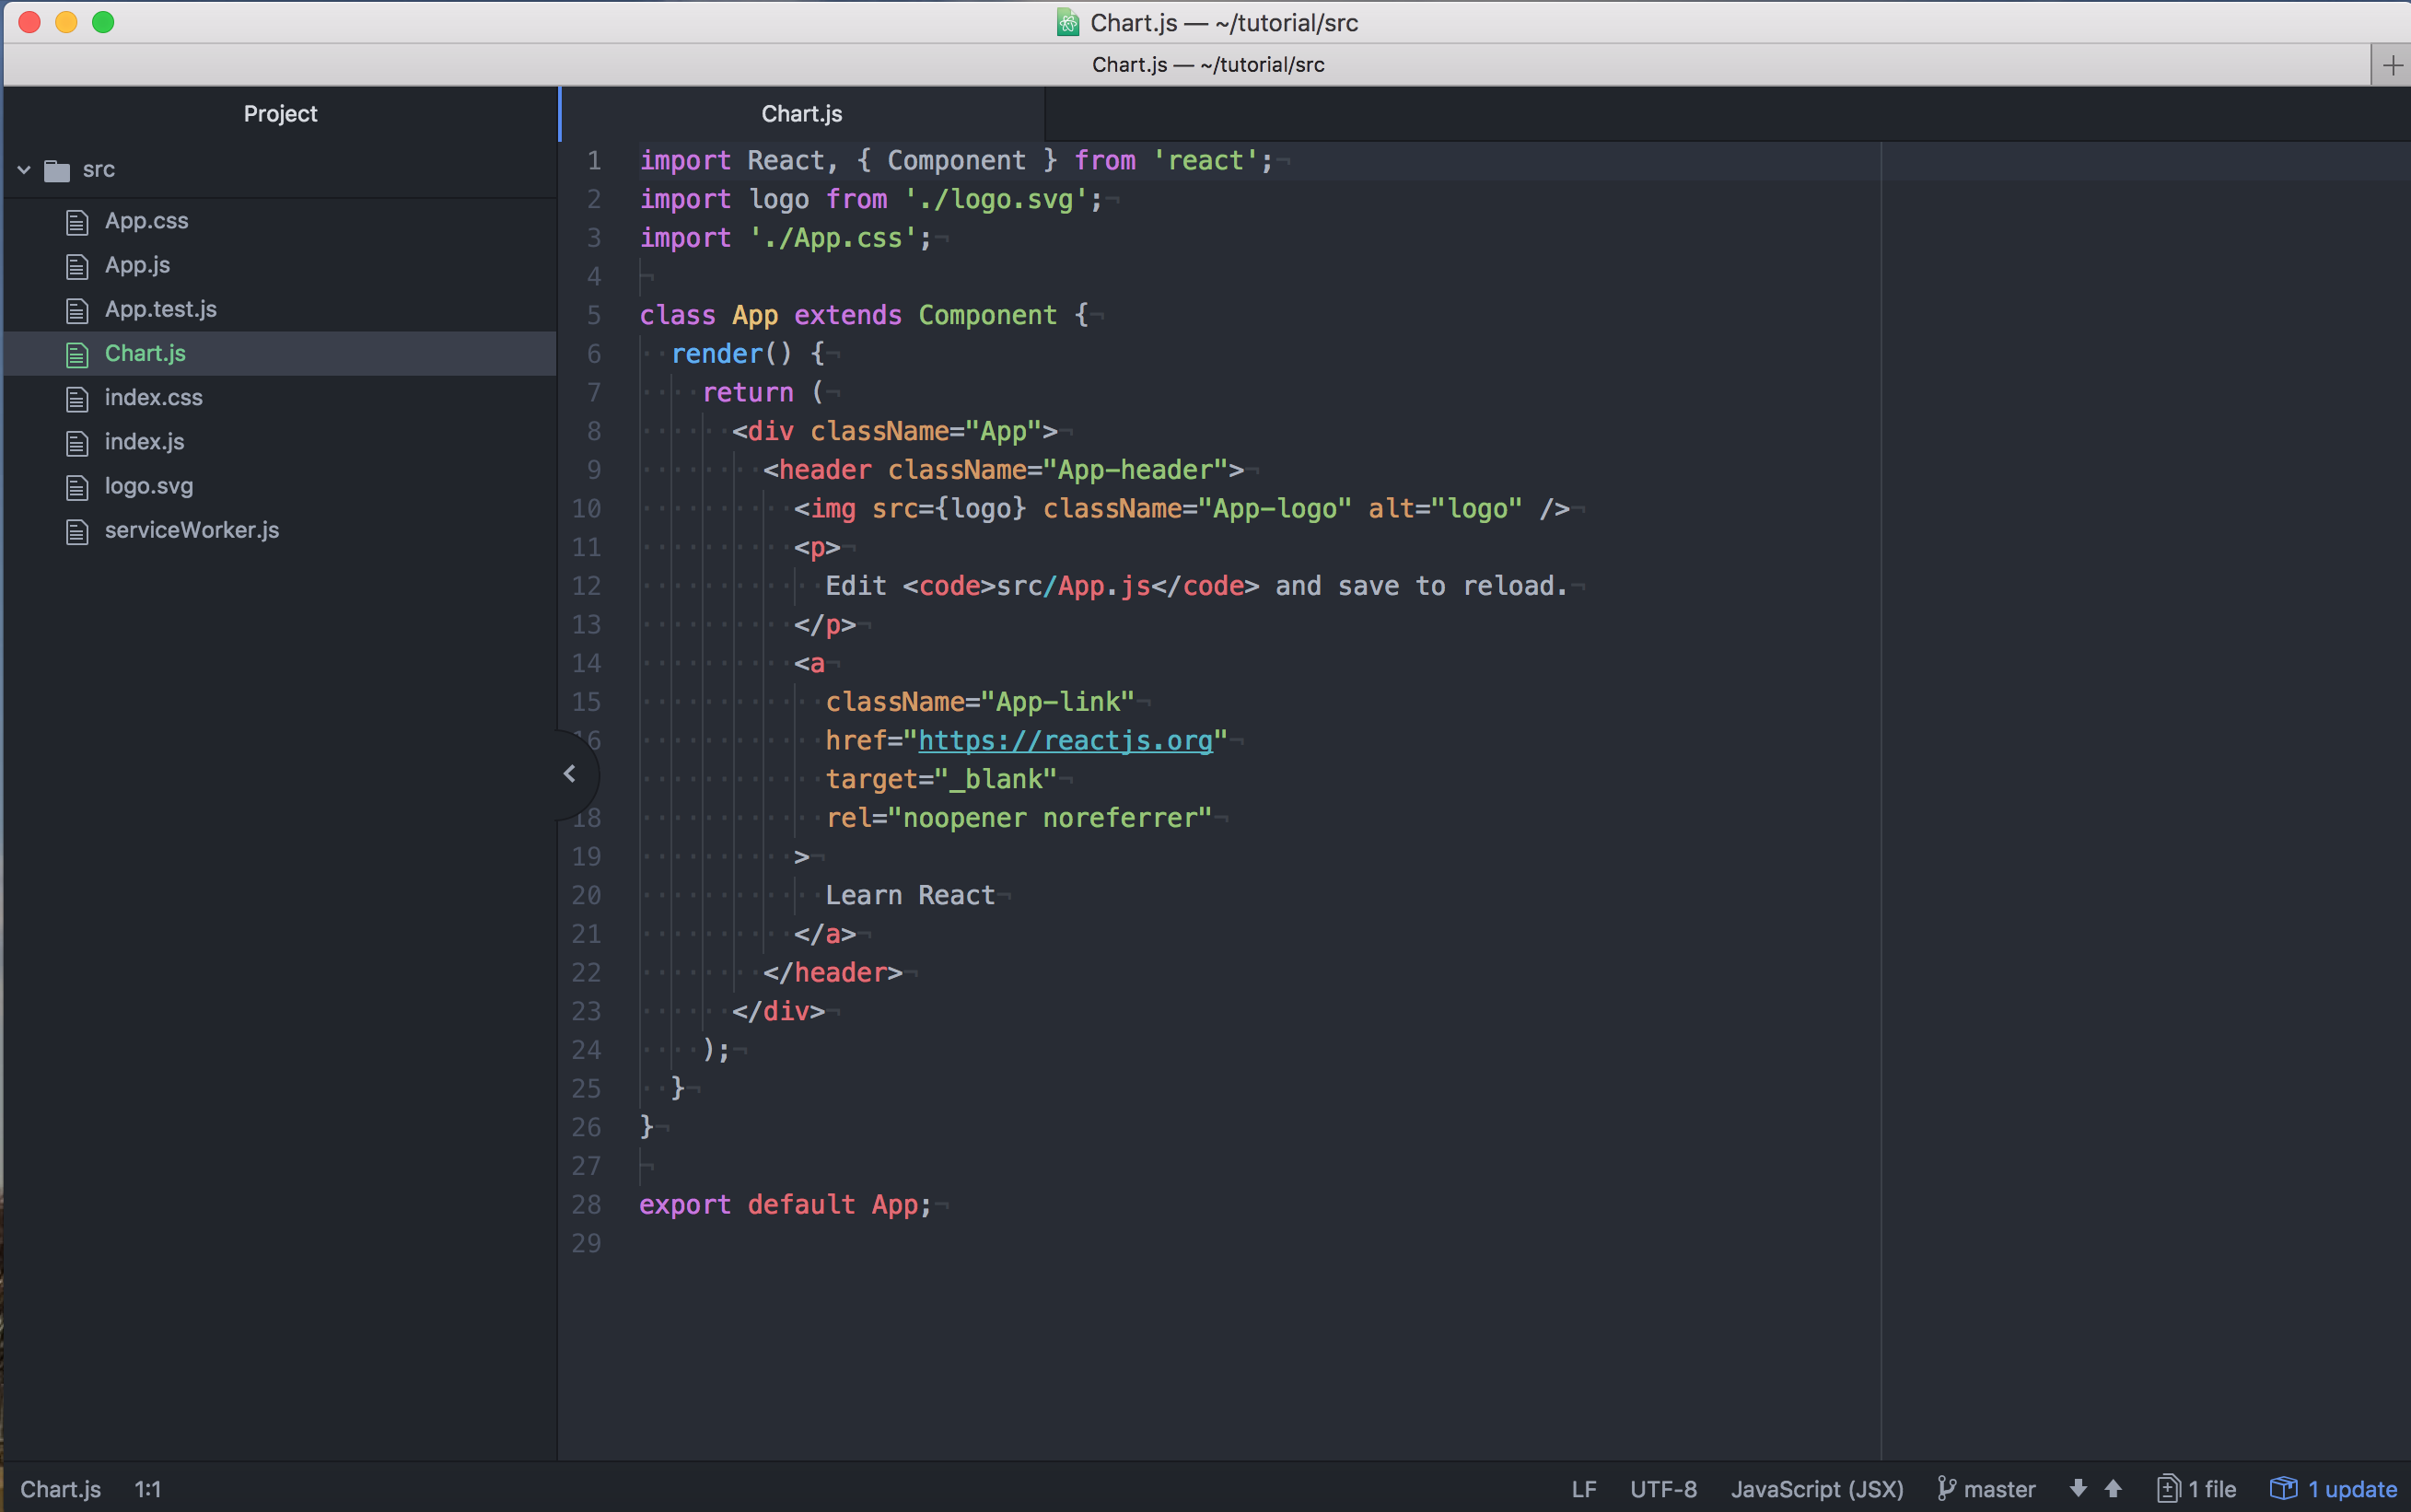 Chart.js — ~/tutorial/src
Chart.js — ~/tutorial/src
Project
src
App.css
App.js
App.test.js
Chart.js
index.css
index.js
logo.svg
serviceWorker.js
Chart.js
1 import React, { Component } from 'react';
2 import logo from './logo.svg';
3 import './App.css';
4
5 class App extends Component {
6   render() {
7     return (
8       <div className="App">
9         <header className="App-header">
10           <img src={logo} className="App-logo" alt="logo" />
11           <p>
12             Edit <code>src/App.js</code> and save to reload.
13           </p>
14           <a
15             className="App-link"
16             href="https://reactjs.org"
            target="_blank"
18             rel="noopener noreferrer"
19           >
20             Learn React
21           </a>
22         </header>
23       </div>
24     );
25   }
26 }
27
28 export default App;
29
Chart.js 1:1 LF UTF-8 JavaScript (JSX) master 1 file 1 update